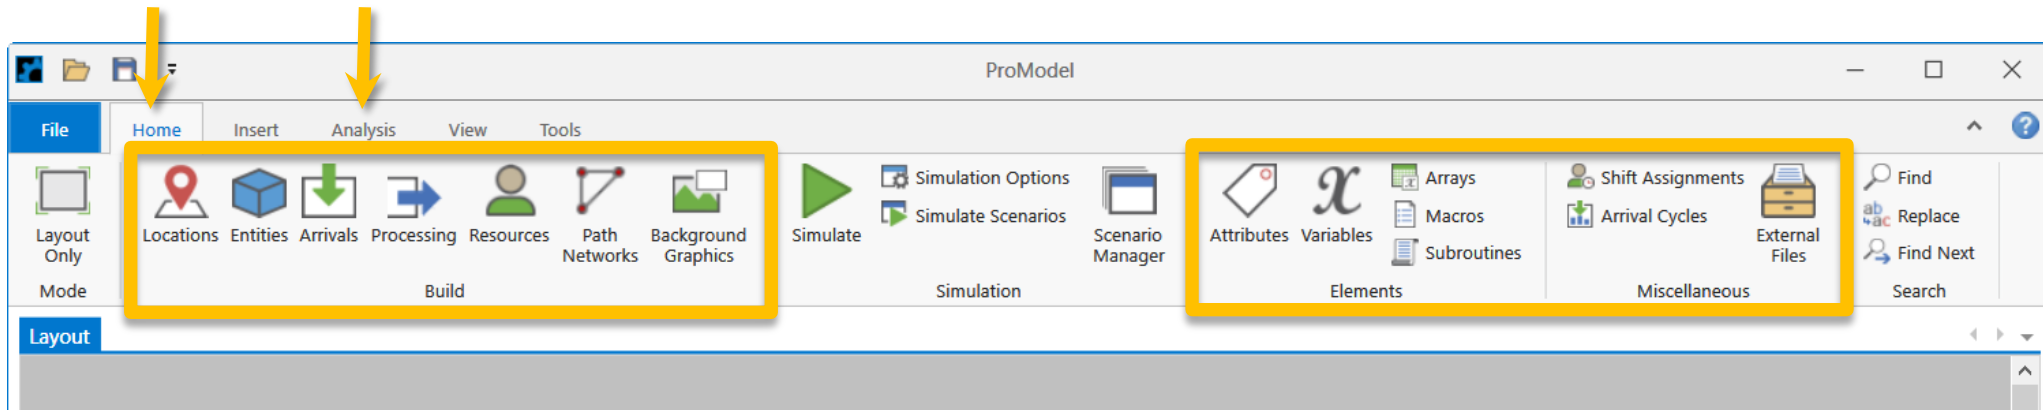 ProModel
File Home Insert Analysis View Tools
Layout Only
Mode
Locations Entities Arrivals Processing Resources Path Networks Background Graphics
Build
Simulate
Simulation Options
Simulate Scenarios
Scenario Manager
Simulation
Attributes Variables
Arrays
Macros
Subroutines
Elements
Shift Assignments
Arrival Cycles
External Files
Miscellaneous
Find
Replace
Find Next
Search
Layout